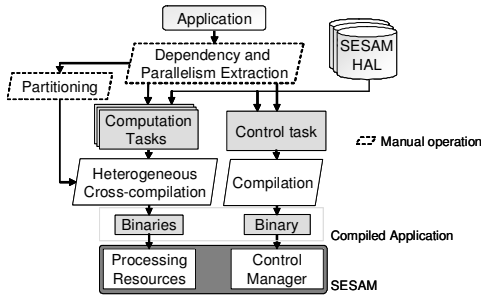 Application
SESAM
HAL
Dependency and
Parallelism Extraction
Partitioning
Computation
Tasks
Control task
Manual operation
Heterogeneous
Cross-compilation
Compilation
Binaries
Binary
Compiled Application
Processing
Resources
Control
Manager
SESAM